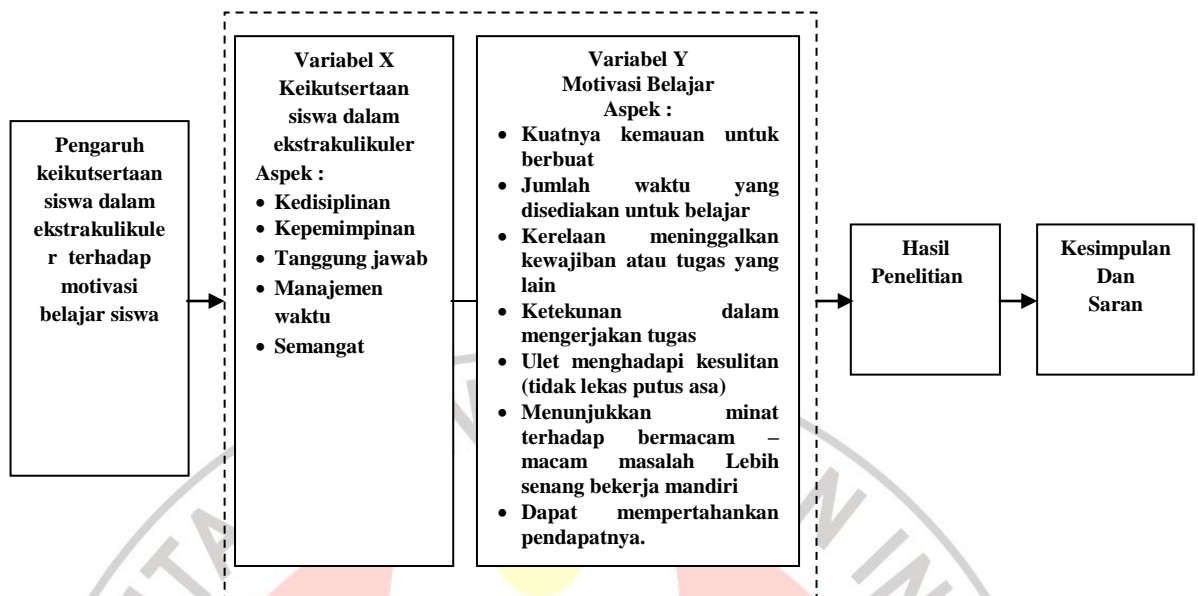 Pengaruh
keikutsertaan
siswa dalam
ekstrakulikule
r terhadap
motivasi
belajar siswa
Variabel X
Keikutsertaan
siswa dalam
ekstrakulikuler
Aspek :
• Kedisiplinan
• Kepemimpinan
• Tanggung jawab
• Manajemen
waktu
• Semangat
Variabel Y
Motivasi Belajar
Aspek :
• Kuatnya kemauan untuk
berbuat
• Jumlah waktu yang
disediakan untuk belajar
• Kerelaan meninggalkan
kewajiban atau tugas yang
lain
• Ketekunan dalam
mengerjakan tugas
• Ulet menghadapi kesulitan
(tidak lekas putus asa)
• Menunjukkan minat
terhadap bermacam –
macam masalah Lebih
senang bekerja mandiri
• Dapat mempertahankan
pendapatnya.
Hasil
Penelitian
Kesimpulan
Dan
Saran